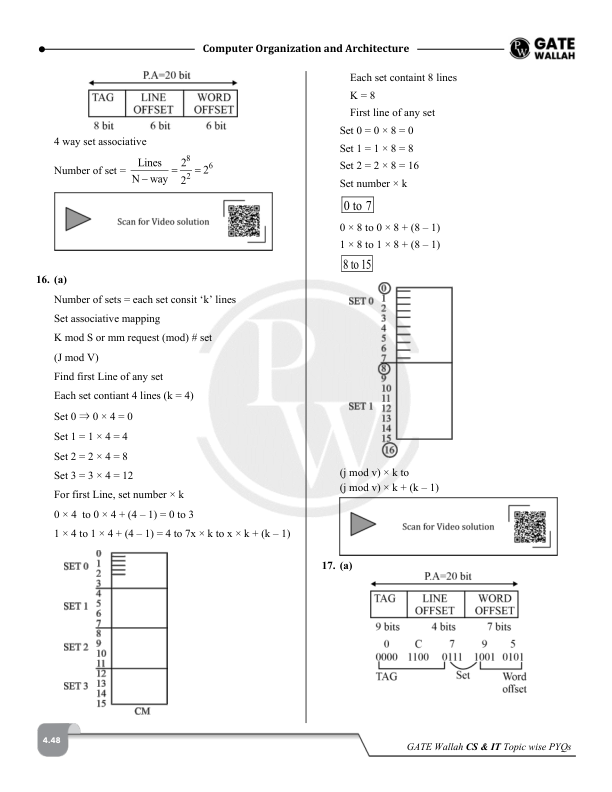 Computer Organization and Architecture
GATE
WALLAH
P.A=20 bit
TAG LINE OFFSET WORD OFFSET
8 bit 6 bit 6 bit
4 way set associative
Number of set = Lines / N – way = 2^8 / 2^2 = 2^6
Scan for Video solution
16. (a)
Number of sets = each set consit ‘k’ lines
Set associative mapping
K mod S or mm request (mod) # set
(J mod V)
Find first Line of any set
Each set contiant 4 lines (k = 4)
Set 0 ⇒ 0 × 4 = 0
Set 1 = 1 × 4 = 4
Set 2 = 2 × 4 = 8
Set 3 = 3 × 4 = 12
For first Line, set number × k
0 × 4 to 0 × 4 + (4 – 1) = 0 to 3
1 × 4 to 1 × 4 + (4 – 1) = 4 to 7x × k to x × k + (k – 1)
0
SET 0 1
2
3
4
SET 1 5
6
7
8
SET 2 9
10
11
12
SET 3 13
14
15
CM
Each set containt 8 lines
K = 8
First line of any set
Set 0 = 0 × 8 = 0
Set 1 = 1 × 8 = 8
Set 2 = 2 × 8 = 16
Set number × k
0 to 7
0 × 8 to 0 × 8 + (8 – 1)
1 × 8 to 1 × 8 + (8 – 1)
8 to 15
0
SET 0 1
2
3
4
5
6
7
8
9
10
11
SET 1 12
13
14
15
16
(j mod v) × k to
(j mod v) × k + (k – 1)
Scan for Video solution
17. (a)
P.A=20 bit
TAG LINE OFFSET WORD OFFSET
9 bits 4 bits 7 bits
0 C 7 9 5
0000 1100 0111 1001 0101
TAG Set Word
offset
4.48
GATE Wallah CS & IT Topic wise PYQs